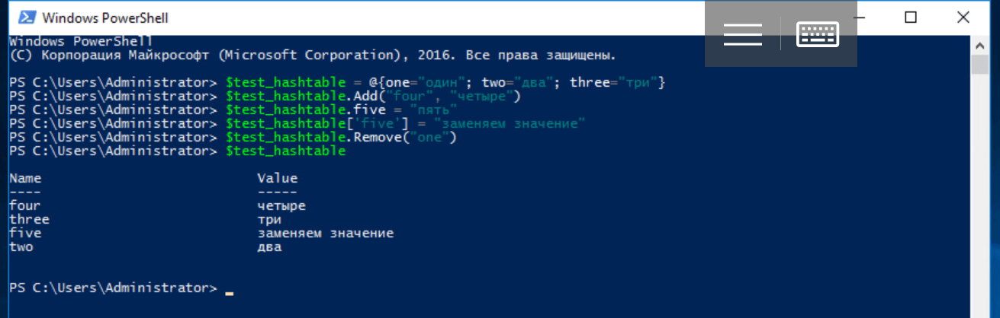 Windows PowerShell
Windows PowerShell
(C) Корпорация Майкрософт (Microsoft Corporation), 2016. Все права защищены.
PS C:\Users\Administrator> $test_hashtable = @{one="один"; two="два"; three="три"}
PS C:\Users\Administrator> $test_hashtable.Add("four", "четыре")
PS C:\Users\Administrator> $test_hashtable.five = "пять"
PS C:\Users\Administrator> $test_hashtable['five'] = "заменяем значение"
PS C:\Users\Administrator> $test_hashtable.Remove("one")
PS C:\Users\Administrator> $test_hashtable
Name Value
---- -----
four четыре
three три
five заменяем значение
two два
PS C:\Users\Administrator> _